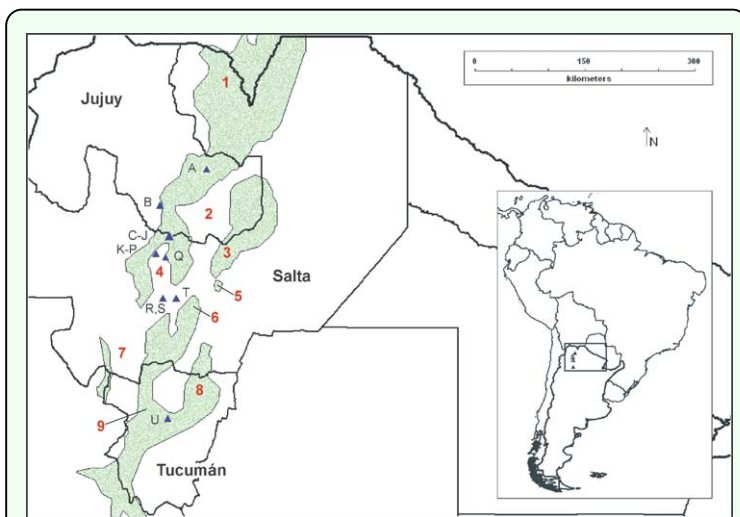 0 150 300
kilometers
N
Jujuy
1
A
B
2
C-J
K-P
Q
3
4
Salta
5
T
R,S
6
7
8
9
U
Tucumán